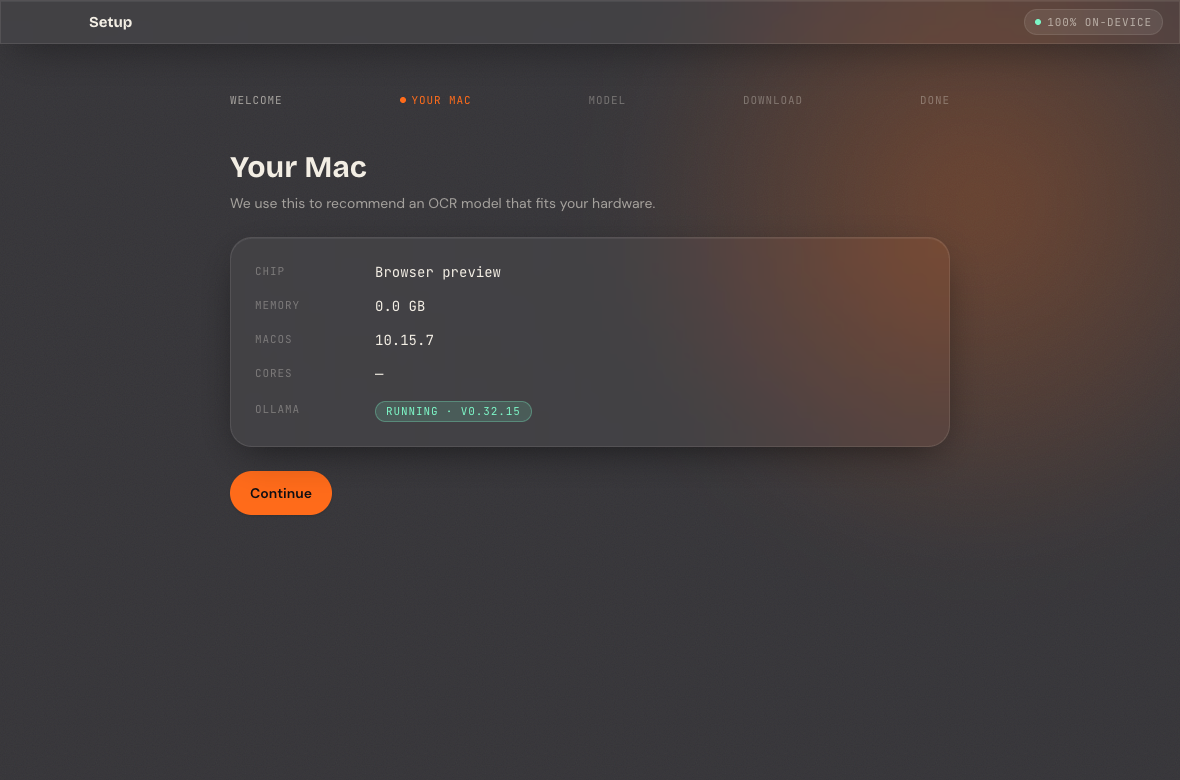 Setup
100% ON-DEVICE
WELCOME YOUR MAC MODEL DOWNLOAD DONE
Your Mac
We use this to recommend an OCR model that fits your hardware.
CHIP Browser preview
MEMORY 0.0 GB
MACOS 10.15.7
CORES —
OLLAMA RUNNING · V0.32.15
Continue